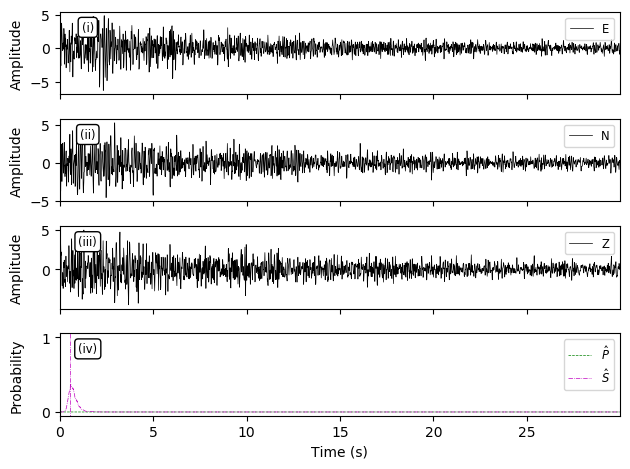 Amplitude
5
0
−5
(i)
E
Amplitude
5
0
−5
(ii)
N
Amplitude
5
0
(iii)
Z
Probability
1
0
(iv)
P̂
Ŝ
0 5 10 15 20 25
Time (s)